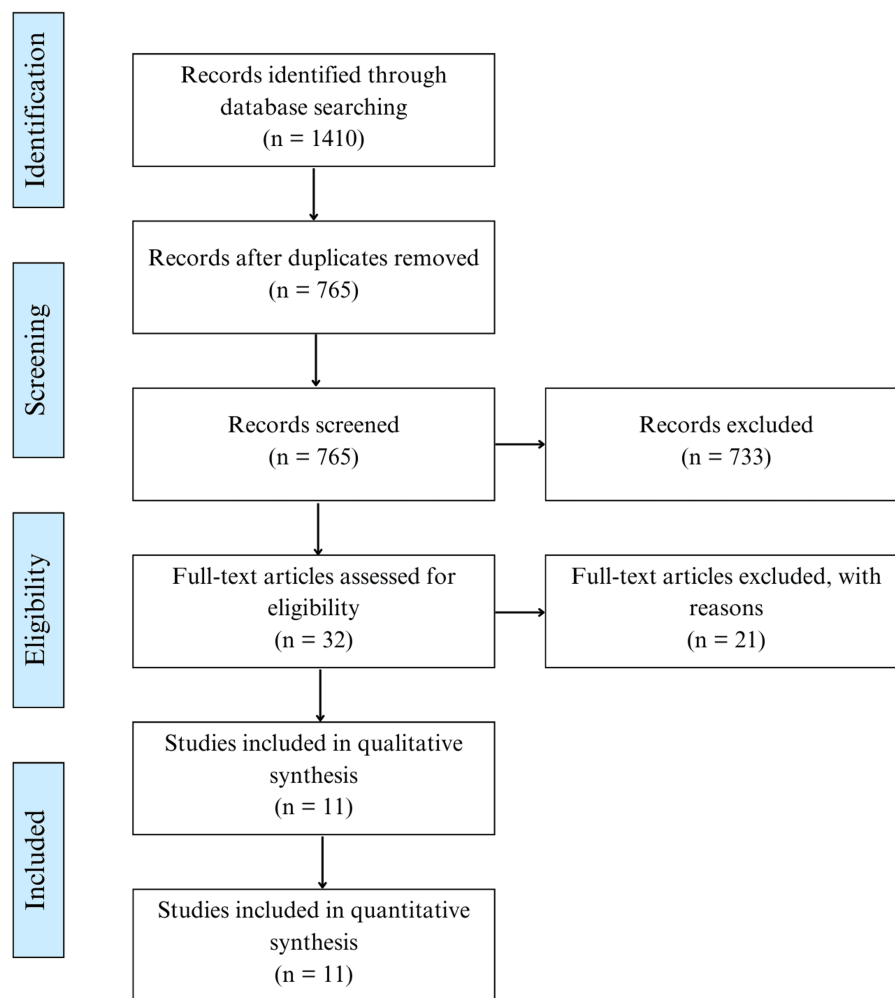 Identification
Records identified through
database searching
(n = 1410)
Records after duplicates removed
(n = 765)
Screening
Records screened
(n = 765)
Records excluded
(n = 733)
Eligibility
Full-text articles assessed for
eligibility
(n = 32)
Full-text articles excluded, with
reasons
(n = 21)
Studies included in qualitative
synthesis
(n = 11)
Included
Studies included in quantitative
synthesis
(n = 11)